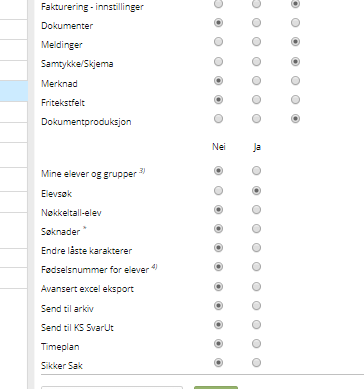 Fakturering - innstillinger
Dokumenter
Meldinger
Samtykke/Skjema
Merknad
Fritekstfelt
Dokumentproduksjon
Nei Ja
Mine elever og grupper 3)
Elevsøk
Nøkkeltall-elev
Søknader *
Endre låste karakterer
Fødselsnummer for elever 4)
Avansert excel eksport
Send til arkiv
Send til KS SvarUt
Timeplan
Sikker Sak